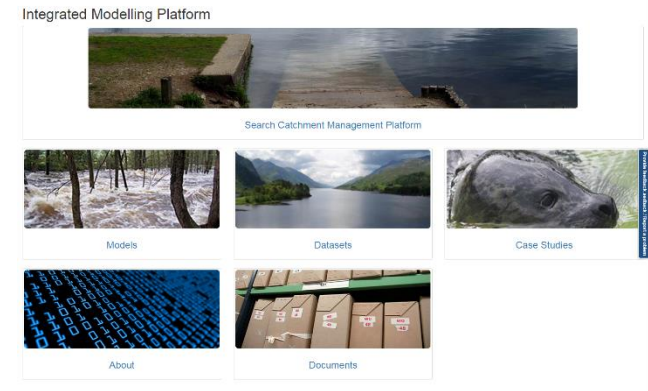 Integrated Modelling Platform
Search Catchment Management Platform
Models
Datasets
Case Studies
About
Documents